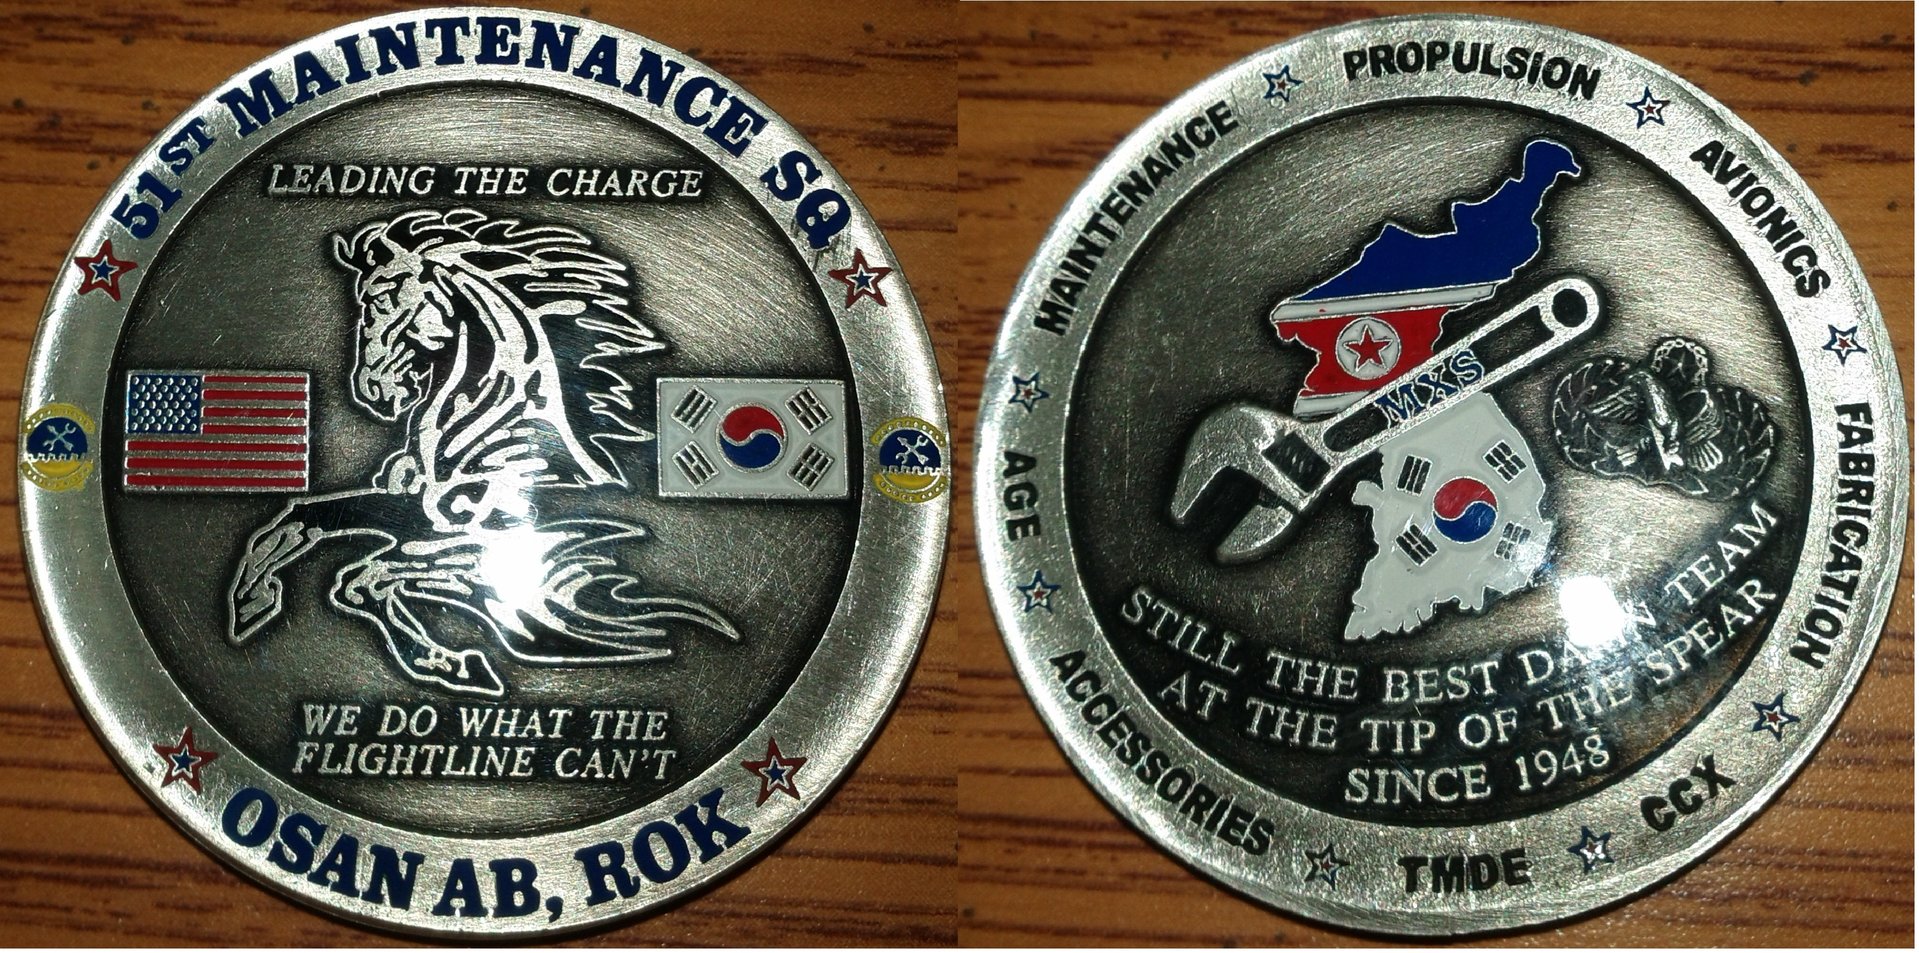 51ST MAINTENANCE SQ
LEADING THE CHARGE
WE DO WHAT THE
FLIGHTLINE CAN'T
OSAN AB, ROK
MAINTENANCE
PROPULSION
AVIONICS
FABRICATION
CCX
TMDE
ACCESSORIES
AGE
MXS
STILL THE BEST TEAM
AT THE TIP OF THE SPEAR
SINCE 1948